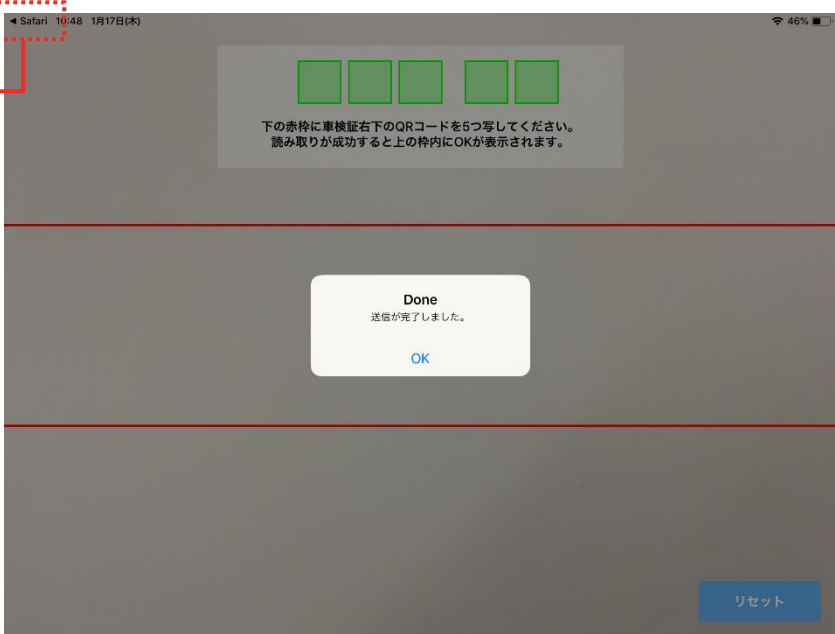 ◀ Safari 10:48 1月17日(木) 46%
下の赤枠に車検証右下のQRコードを5つ写してください。
読み取りが成功すると上の枠内にOKが表示されます。
Done
送信が完了しました。
OK
リセット